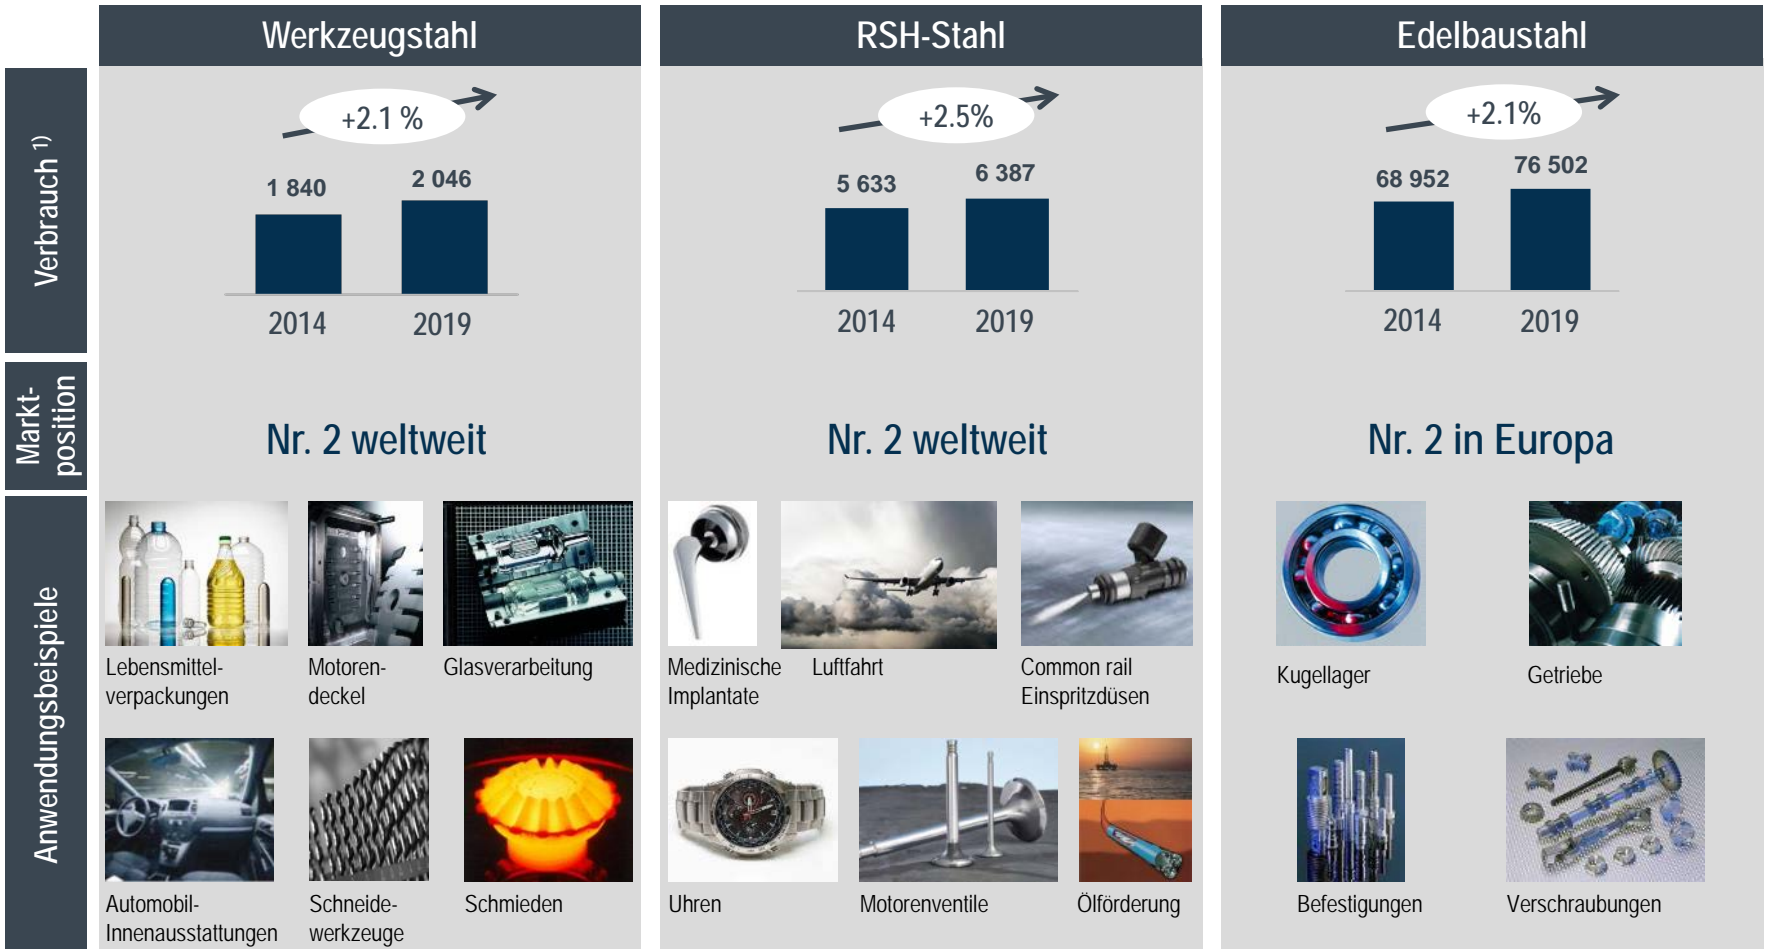 Werkzeugstahl
RSH-Stahl
Edelbaustahl
Verbrauch 1)
+2.1 %
1 840
2 046
2014
2019
+2.5%
5 633
6 387
2014
2019
+2.1%
68 952
76 502
2014
2019
Markt-
position
Nr. 2 weltweit
Nr. 2 weltweit
Nr. 2 in Europa
Anwendungsbeispiele
Lebensmittel-
verpackungen
Motoren-
deckel
Glasverarbeitung
Automobil-
Innenausstattungen
Schneide-
werkzeuge
Schmieden
Medizinische
Implantate
Luftfahrt
Common rail
Einspritzdüsen
Uhren
Motorenventile
Ölförderung
Kugellager
Getriebe
Befestigungen
Verschraubungen